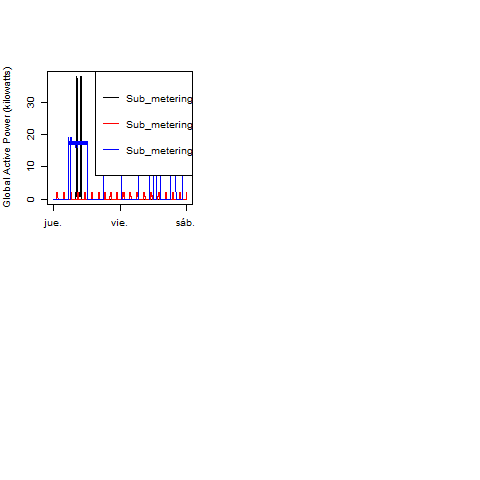 Global Active Power (kilowatts)
30
20
10
0
Sub_metering
Sub_metering
Sub_metering
jue.
vie.
sáb.